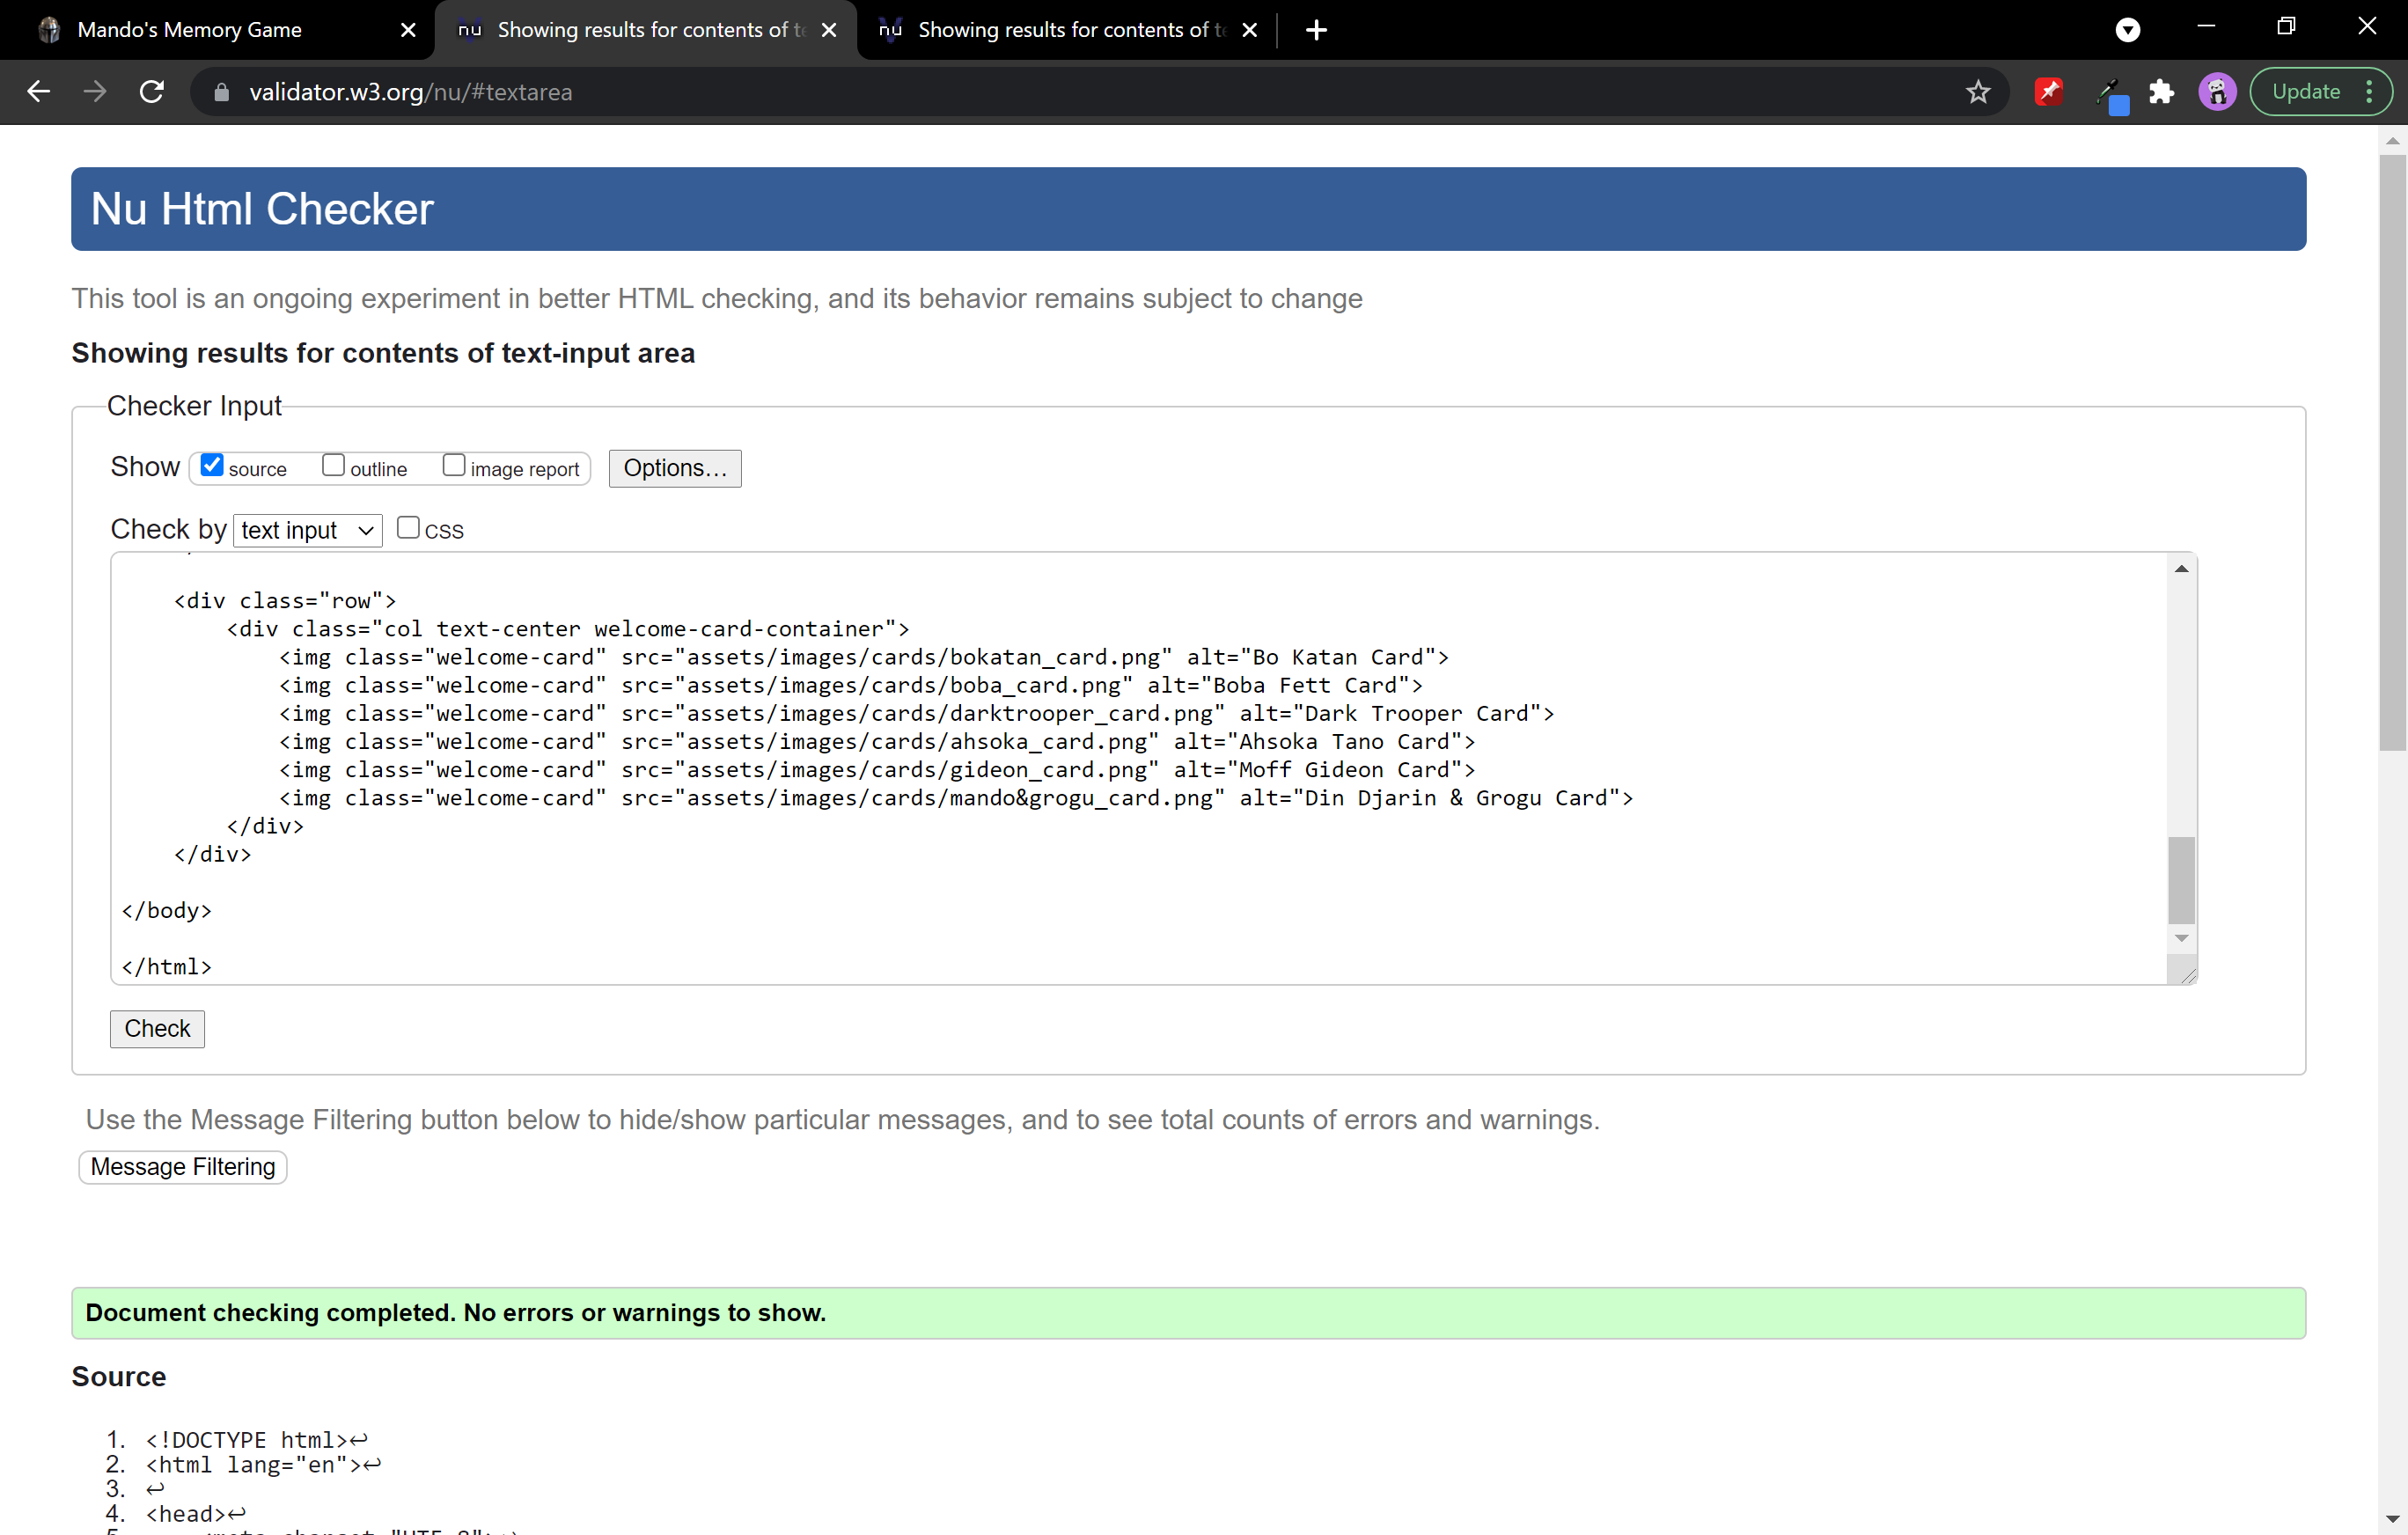 Mando's Memory Game
nu Showing results for contents of te
nu Showing results for contents of te
validator.w3.org/nu/#textarea
Update
Nu Html Checker
This tool is an ongoing experiment in better HTML checking, and its behavior remains subject to change
Showing results for contents of text-input area
Checker Input
Show source outline image report Options...
Check by text input CSS
<div class="row">
<div class="col text-center welcome-card-container">
<img class="welcome-card" src="assets/images/cards/bokatan_card.png" alt="Bo Katan Card">
<img class="welcome-card" src="assets/images/cards/boba_card.png" alt="Boba Fett Card">
<img class="welcome-card" src="assets/images/cards/darktrooper_card.png" alt="Dark Trooper Card">
<img class="welcome-card" src="assets/images/cards/ahsoka_card.png" alt="Ahsoka Tano Card">
<img class="welcome-card" src="assets/images/cards/gideon_card.png" alt="Moff Gideon Card">
<img class="welcome-card" src="assets/images/cards/mando&grogu_card.png" alt="Din Djarin & Grogu Card">
</div>
</div>
</body>
</html>
Check
Use the Message Filtering button below to hide/show particular messages, and to see total counts of errors and warnings.
Message Filtering
Document checking completed. No errors or warnings to show.
Source
1. <!DOCTYPE html>↩
2. <html lang="en">↩
3. ↩
4. <head>↩